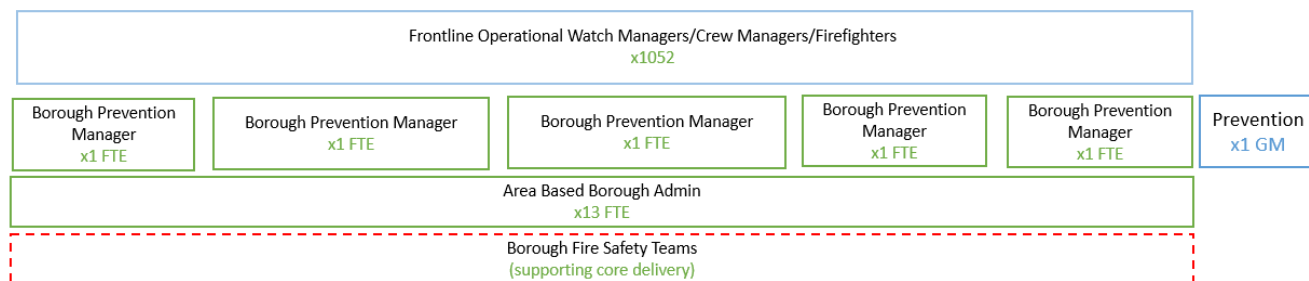 Frontline Operational Watch Managers/Crew Managers/Firefighters
x1052
Borough Prevention
Manager
x1 FTE
Borough Prevention Manager
x1 FTE
Borough Prevention Manager
x1 FTE
Borough Prevention
Manager
x1 FTE
Borough Prevention
Manager
x1 FTE
Prevention
x1 GM
Area Based Borough Admin
x13 FTE
Borough Fire Safety Teams
(supporting core delivery)